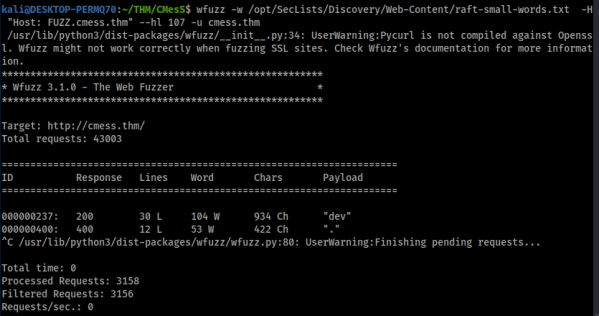 kali@DESKTOP-PERMQ70:~/THM/CMesS$ wfuzz -w /opt/SecLists/Discovery/Web-Content/raft-small-words.txt  -H
 "Host: FUZZ.cmess.thm" --hl 107 -u cmess.thm
 /usr/lib/python3/dist-packages/wfuzz/__init__.py:34: UserWarning:Pycurl is not compiled against Openss
l. Wfuzz might not work correctly when fuzzing SSL sites. Check Wfuzz's documentation for more informat
ion.
********************************************************
* Wfuzz 3.1.0 - The Web Fuzzer                         *
********************************************************

Target: http://cmess.thm/
Total requests: 43003

=====================================================================
ID           Response   Lines    Word       Chars       Payload
=====================================================================

000000237:   200        30 L     104 W      934 Ch      "dev"
000000400:   400        12 L     53 W       422 Ch      "."
^C /usr/lib/python3/dist-packages/wfuzz/wfuzz.py:80: UserWarning:Finishing pending requests...

Total time: 0
Processed Requests: 3158
Filtered Requests: 3156
Requests/sec.: 0